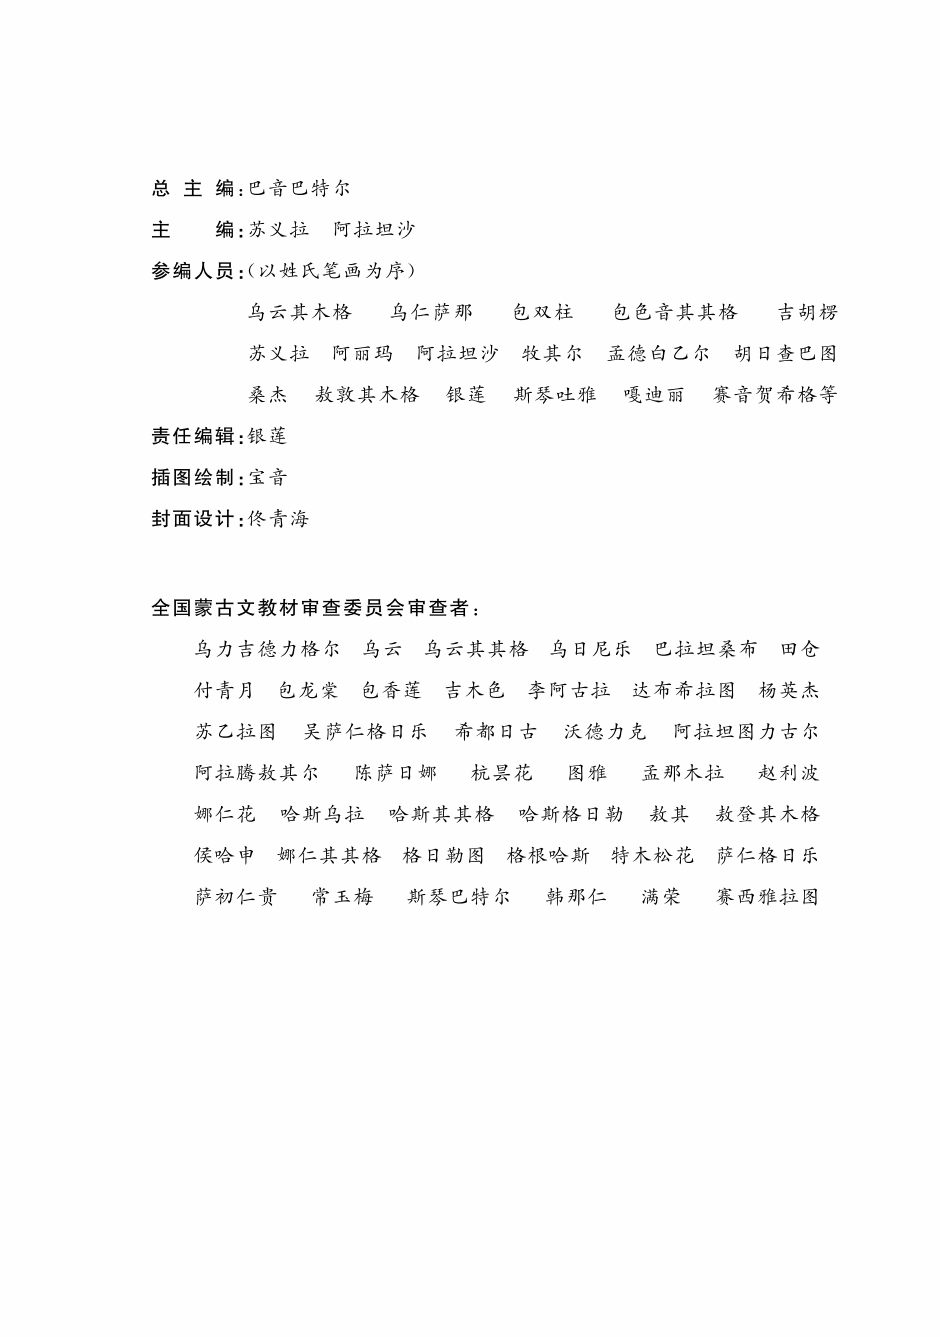 总 主 编:巴音巴特尔
主 编:苏义拉 阿拉坦沙
参编人员:(以姓氏笔画为序)
乌云其木格 乌仁萨那 包双柱 包色音其其格 吉胡楞
苏义拉 阿丽玛 阿拉坦沙 牧其尔 孟德白乙尔 胡日查巴图
桑杰 敖敦其木格 银莲 斯琴吐雅 嘎迪丽 赛音贺希格等
责任编辑:银莲
插图绘制:宝音
封面设计:佟青海
全国蒙古文教材审查委员会审查者:
乌力吉德力格尔 乌云 乌云其其格 乌日尼乐 巴拉坦桑布 田仓
付青月 包龙棠 包香莲 吉木色 李阿古拉 达布希拉图 杨英杰
苏乙拉图 吴萨仁格日乐 希都日古 沃德力克 阿拉坦图力古尔
阿拉腾敖其尔 陈萨日娜 杭昙花 图雅 孟那木拉 赵利波
娜仁花 哈斯乌拉 哈斯其其格 哈斯格日勒 敖其 敖登其木格
侯哈申 娜仁其其格 格日勒图 格根哈斯 特木松花 萨仁格日乐
萨初仁贵 常玉梅 斯琴巴特尔 韩那仁 满荣 赛西雅拉图